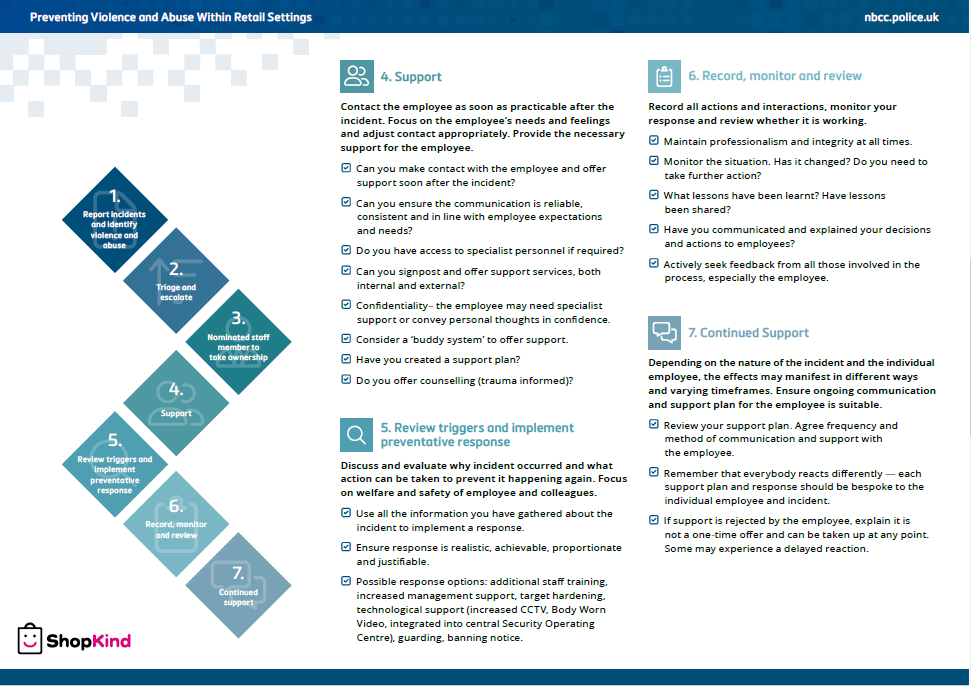 Preventing Violence and Abuse Within Retail Settings
nbcc.police.uk
1.
Report incidents
and identify
violence and
abuse
2.
Triage and
escalate
3.
Nominated staff
member to
take ownership
4.
Support
5.
Review triggers and
implement
preventative
response
6.
Record, monitor
and review
7.
Continued
support
ShopKind
4. Support
Contact the employee as soon as practicable after the
incident. Focus on the employee's needs and feelings
and adjust contact appropriately. Provide the necessary
support for the employee.
Can you make contact with the employee and offer
support soon after the incident?
Can you ensure the communication is reliable,
consistent and in line with employee expectations
and needs?
Do you have access to specialist personnel if required?
Can you signpost and offer support services, both
internal and external?
Confidentiality– the employee may need specialist
support or convey personal thoughts in confidence.
Consider a 'buddy system' to offer support.
Have you created a support plan?
Do you offer counselling (trauma informed)?
5. Review triggers and implement
preventative response
Discuss and evaluate why incident occurred and what
action can be taken to prevent it happening again. Focus
on welfare and safety of employee and colleagues.
Use all the information you have gathered about the
incident to implement a response.
Ensure response is realistic, achievable, proportionate
and justifiable.
Possible response options: additional staff training,
increased management support, target hardening,
technological support (increased CCTV, Body Worn
Video, integrated into central Security Operating
Centre), guarding, banning notice.
6. Record, monitor and review
Record all actions and interactions, monitor your
response and review whether it is working.
Maintain professionalism and integrity at all times.
Monitor the situation. Has it changed? Do you need to
take further action?
What lessons have been learnt? Have lessons
been shared?
Have you communicated and explained your decisions
and actions to employees?
Actively seek feedback from all those involved in the
process, especially the employee.
7. Continued Support
Depending on the nature of the incident and the individual
employee, the effects may manifest in different ways
and varying timeframes. Ensure ongoing communication
and support plan for the employee is suitable.
Review your support plan. Agree frequency and
method of communication and support with
the employee.
Remember that everybody reacts differently — each
support plan and response should be bespoke to the
individual employee and incident.
If support is rejected by the employee, explain it is
not a one-time offer and can be taken up at any point.
Some may experience a delayed reaction.